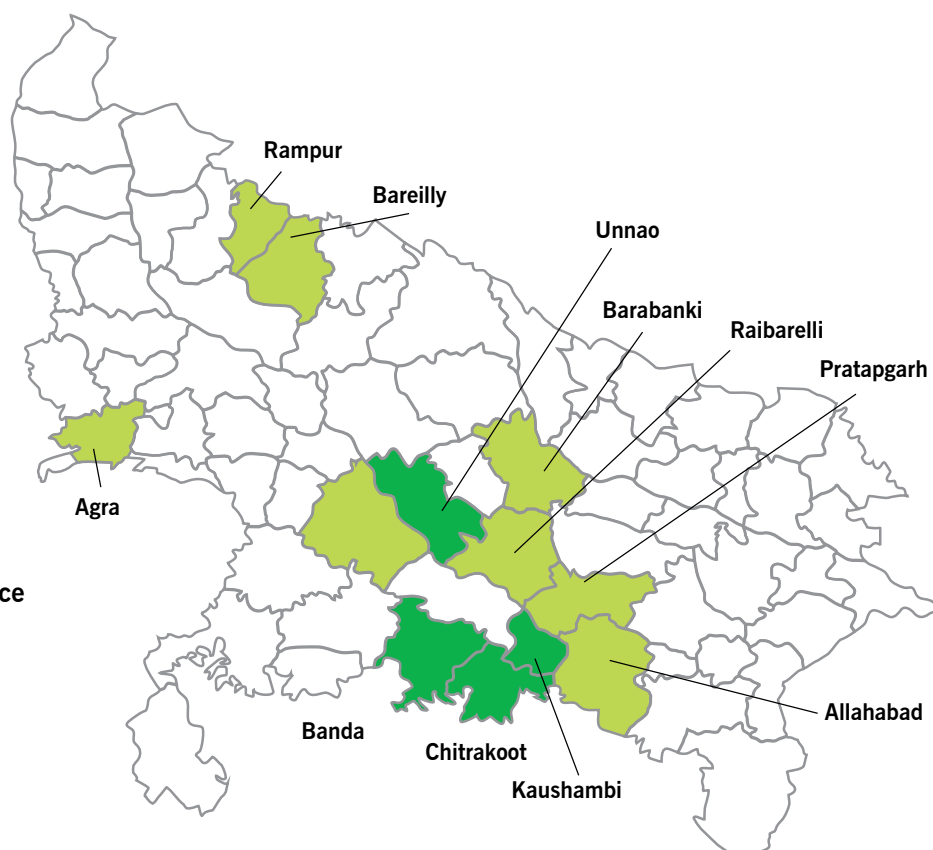 Rampur
Bareilly
Unnao
Barabanki
Raibarelli
Pratapgarh
Agra
ce
Allahabad
Banda
Chitrakoot
Kaushambi